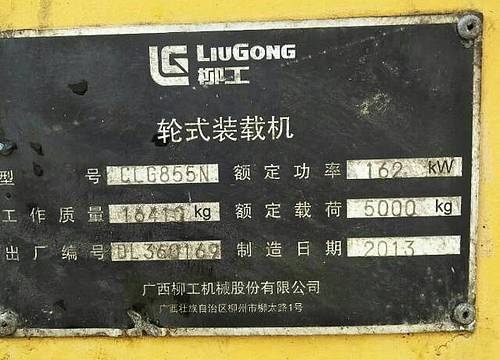 LIUGONG
柳工
轮式装载机
型 号 CLG855N 额定功率 162 kW
工作质量 kg 额定载荷 5000 kg
出厂编号 DL360169 制造日期 2013
广西柳工机械股份有限公司
广西壮族自治区柳州市柳太路1号